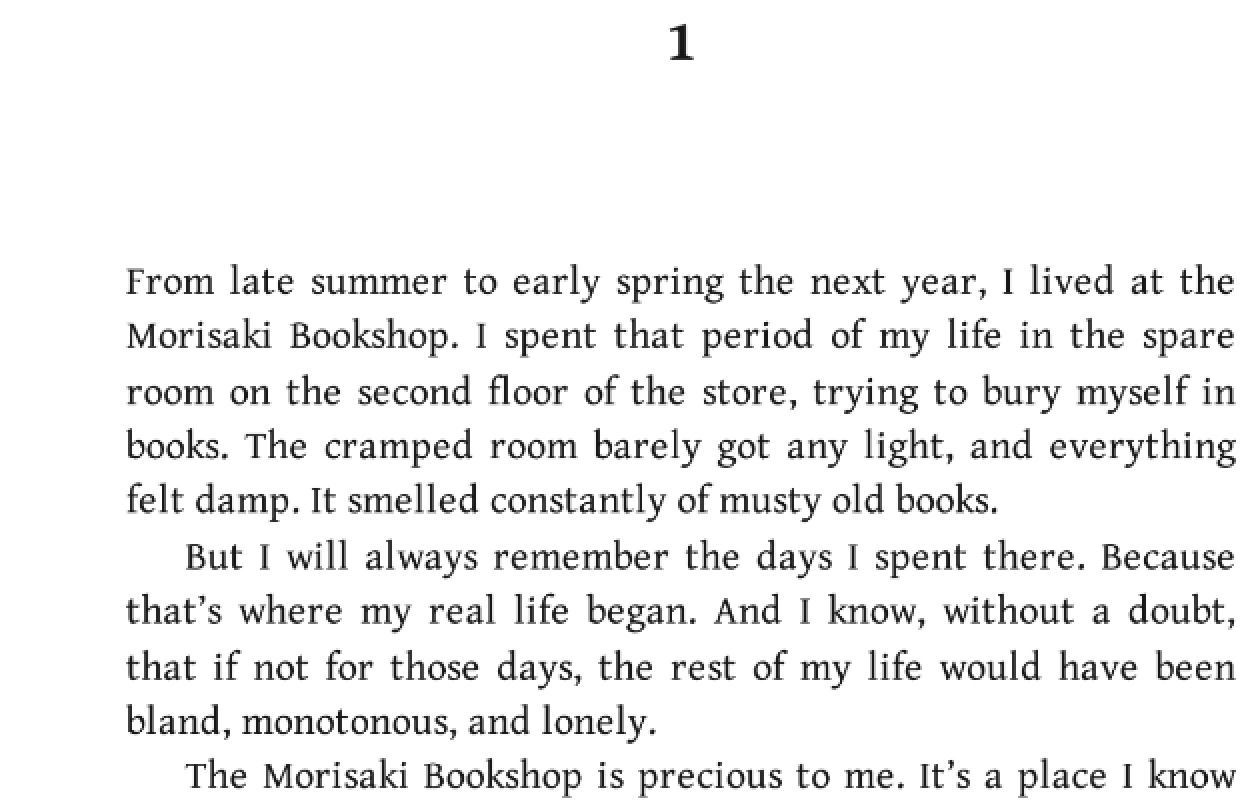 1
From late summer to early spring the next year, I lived at the
Morisaki Bookshop. I spent that period of my life in the spare
room on the second floor of the store, trying to bury myself in
books. The cramped room barely got any light, and everything
felt damp. It smelled constantly of musty old books.
But I will always remember the days I spent there. Because
that’s where my real life began. And I know, without a doubt,
that if not for those days, the rest of my life would have been
bland, monotonous, and lonely.
The Morisaki Bookshop is precious to me. It’s a place I know